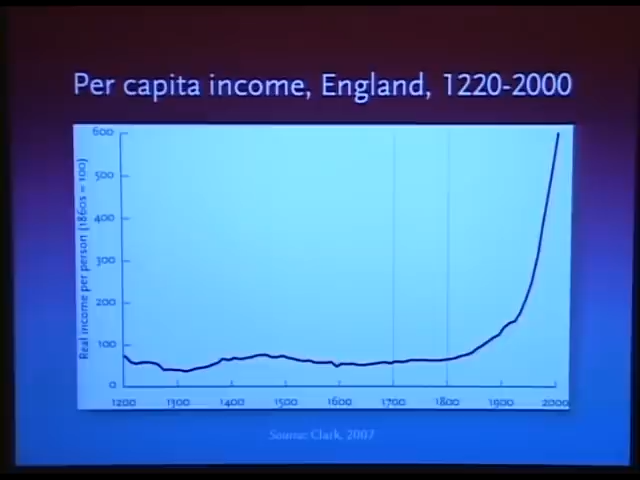 Per capita income, England, 1220-2000
600
500
400
300
200
100
0
Real income per person (1860s = 100)
1200 1300 1400 1500 1600 1700 1800 1900 2000
Source: Clark, 2007